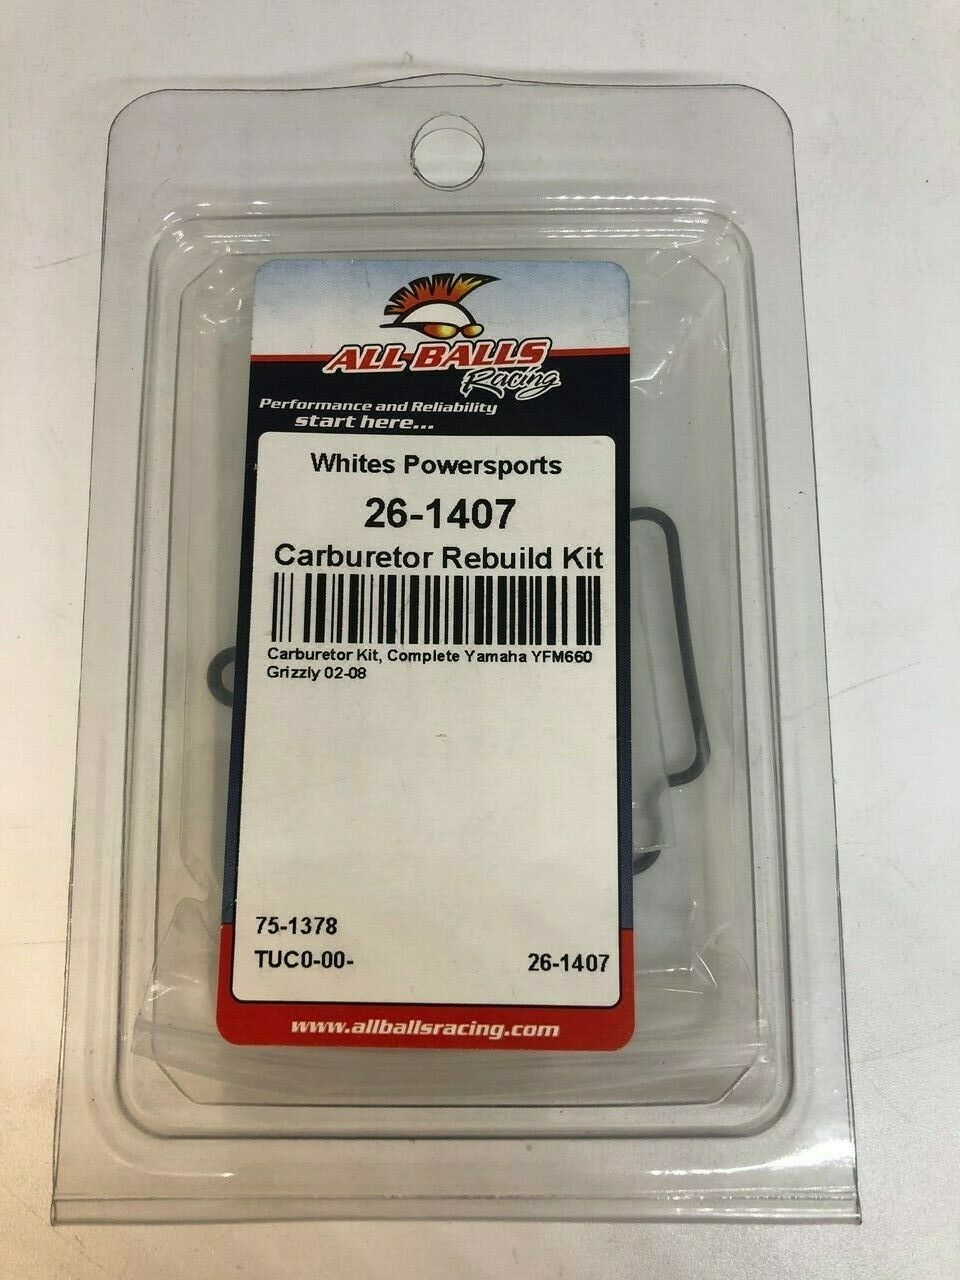 ALL-BALLS
Racing
Performance and Reliability
start here...
Whites Powersports
26-1407
Carburetor Rebuild Kit
Carburetor Kit, Complete Yamaha YFM660
Grizzly 02-08
75-1378
TUC0-00- 26-1407
www.allballsracing.com